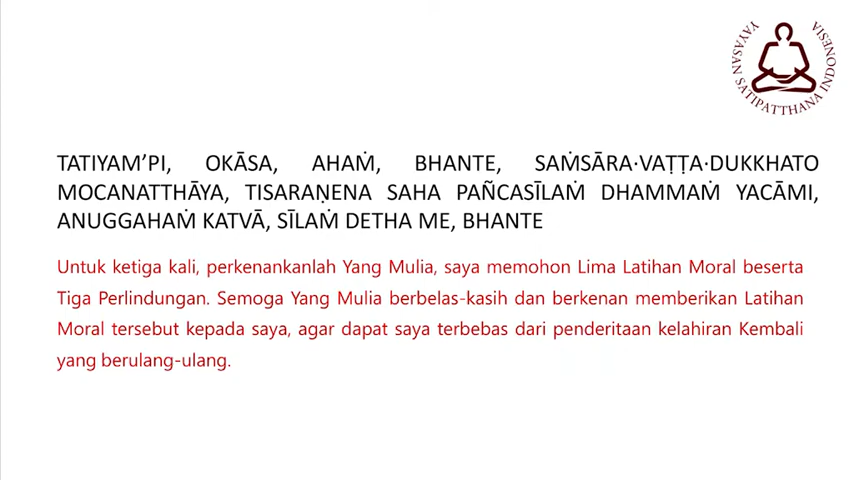 YAYASAN SATIPATTHANA INDONESIA
TATIYAM’PI, OKĀSA, AHAṀ, BHANTE, SAṀSĀRA·VAṬṬA·DUKKHATO
MOCANATTHĀYA, TISARAṆENA SAHA PAÑCASĪLAṀ DHAMMAṀ YACĀMI,
ANUGGAHAṀ KATVĀ, SĪLAṀ DETHA ME, BHANTE
Untuk ketiga kali, perkenankanlah Yang Mulia, saya memohon Lima Latihan Moral beserta
Tiga Perlindungan. Semoga Yang Mulia berbelas-kasih dan berkenan memberikan Latihan
Moral tersebut kepada saya, agar dapat saya terbebas dari penderitaan kelahiran Kembali
yang berulang-ulang.